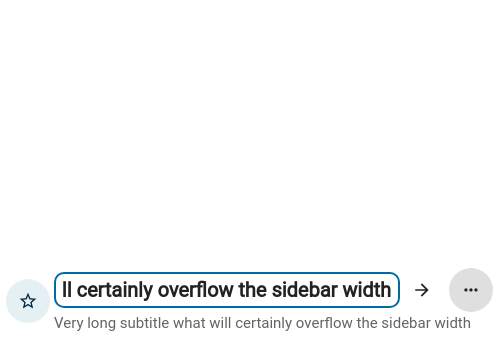 ll certainly overflow the sidebar width
Very long subtitle what will certainly overflow the sidebar width